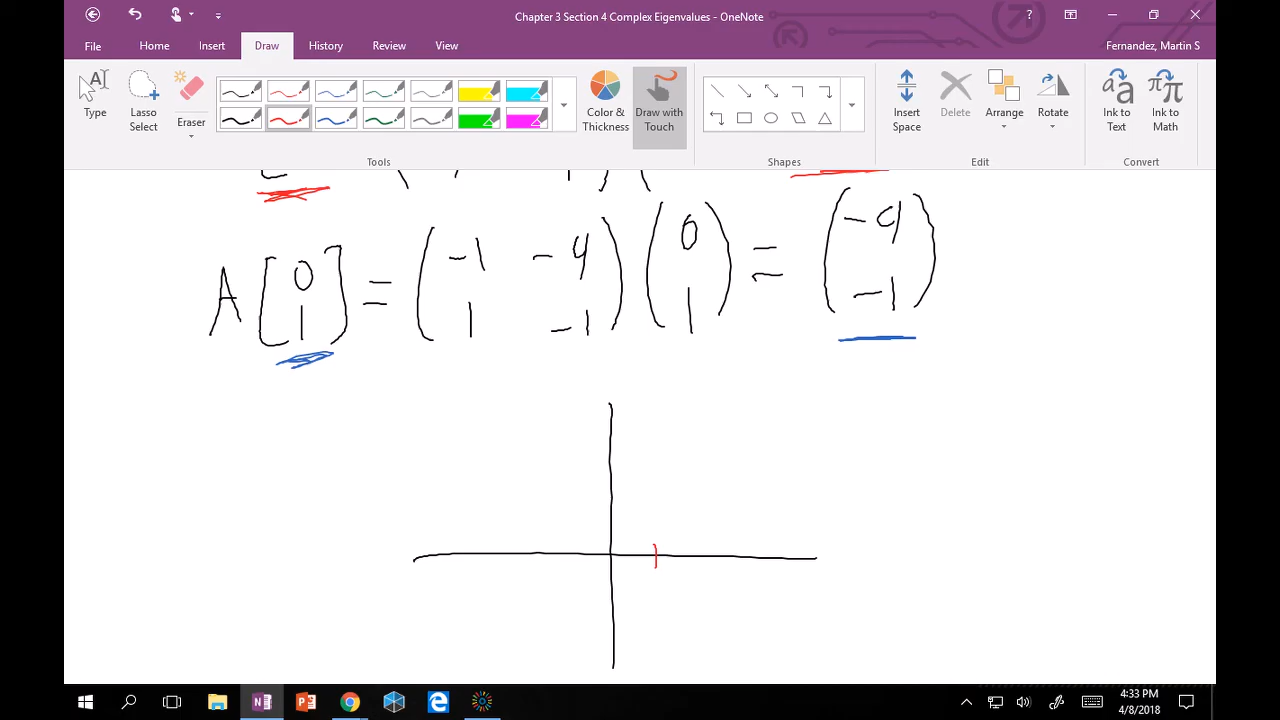 Chapter 3 Section 4 Complex Eigenvalues - OneNote
?
File Home Insert Draw History Review View
Fernandez, Martin S
Type
Lasso Select
Eraser
Color & Thickness
Draw with Touch
Insert Space
Delete
Arrange
Rotate
Ink to Text
Ink to Math
Tools
Shapes
Edit
Convert
A [0 1] = (-1 -4 1 -1) (0 1) = (-4 -1)
4:33 PM
4/8/2018